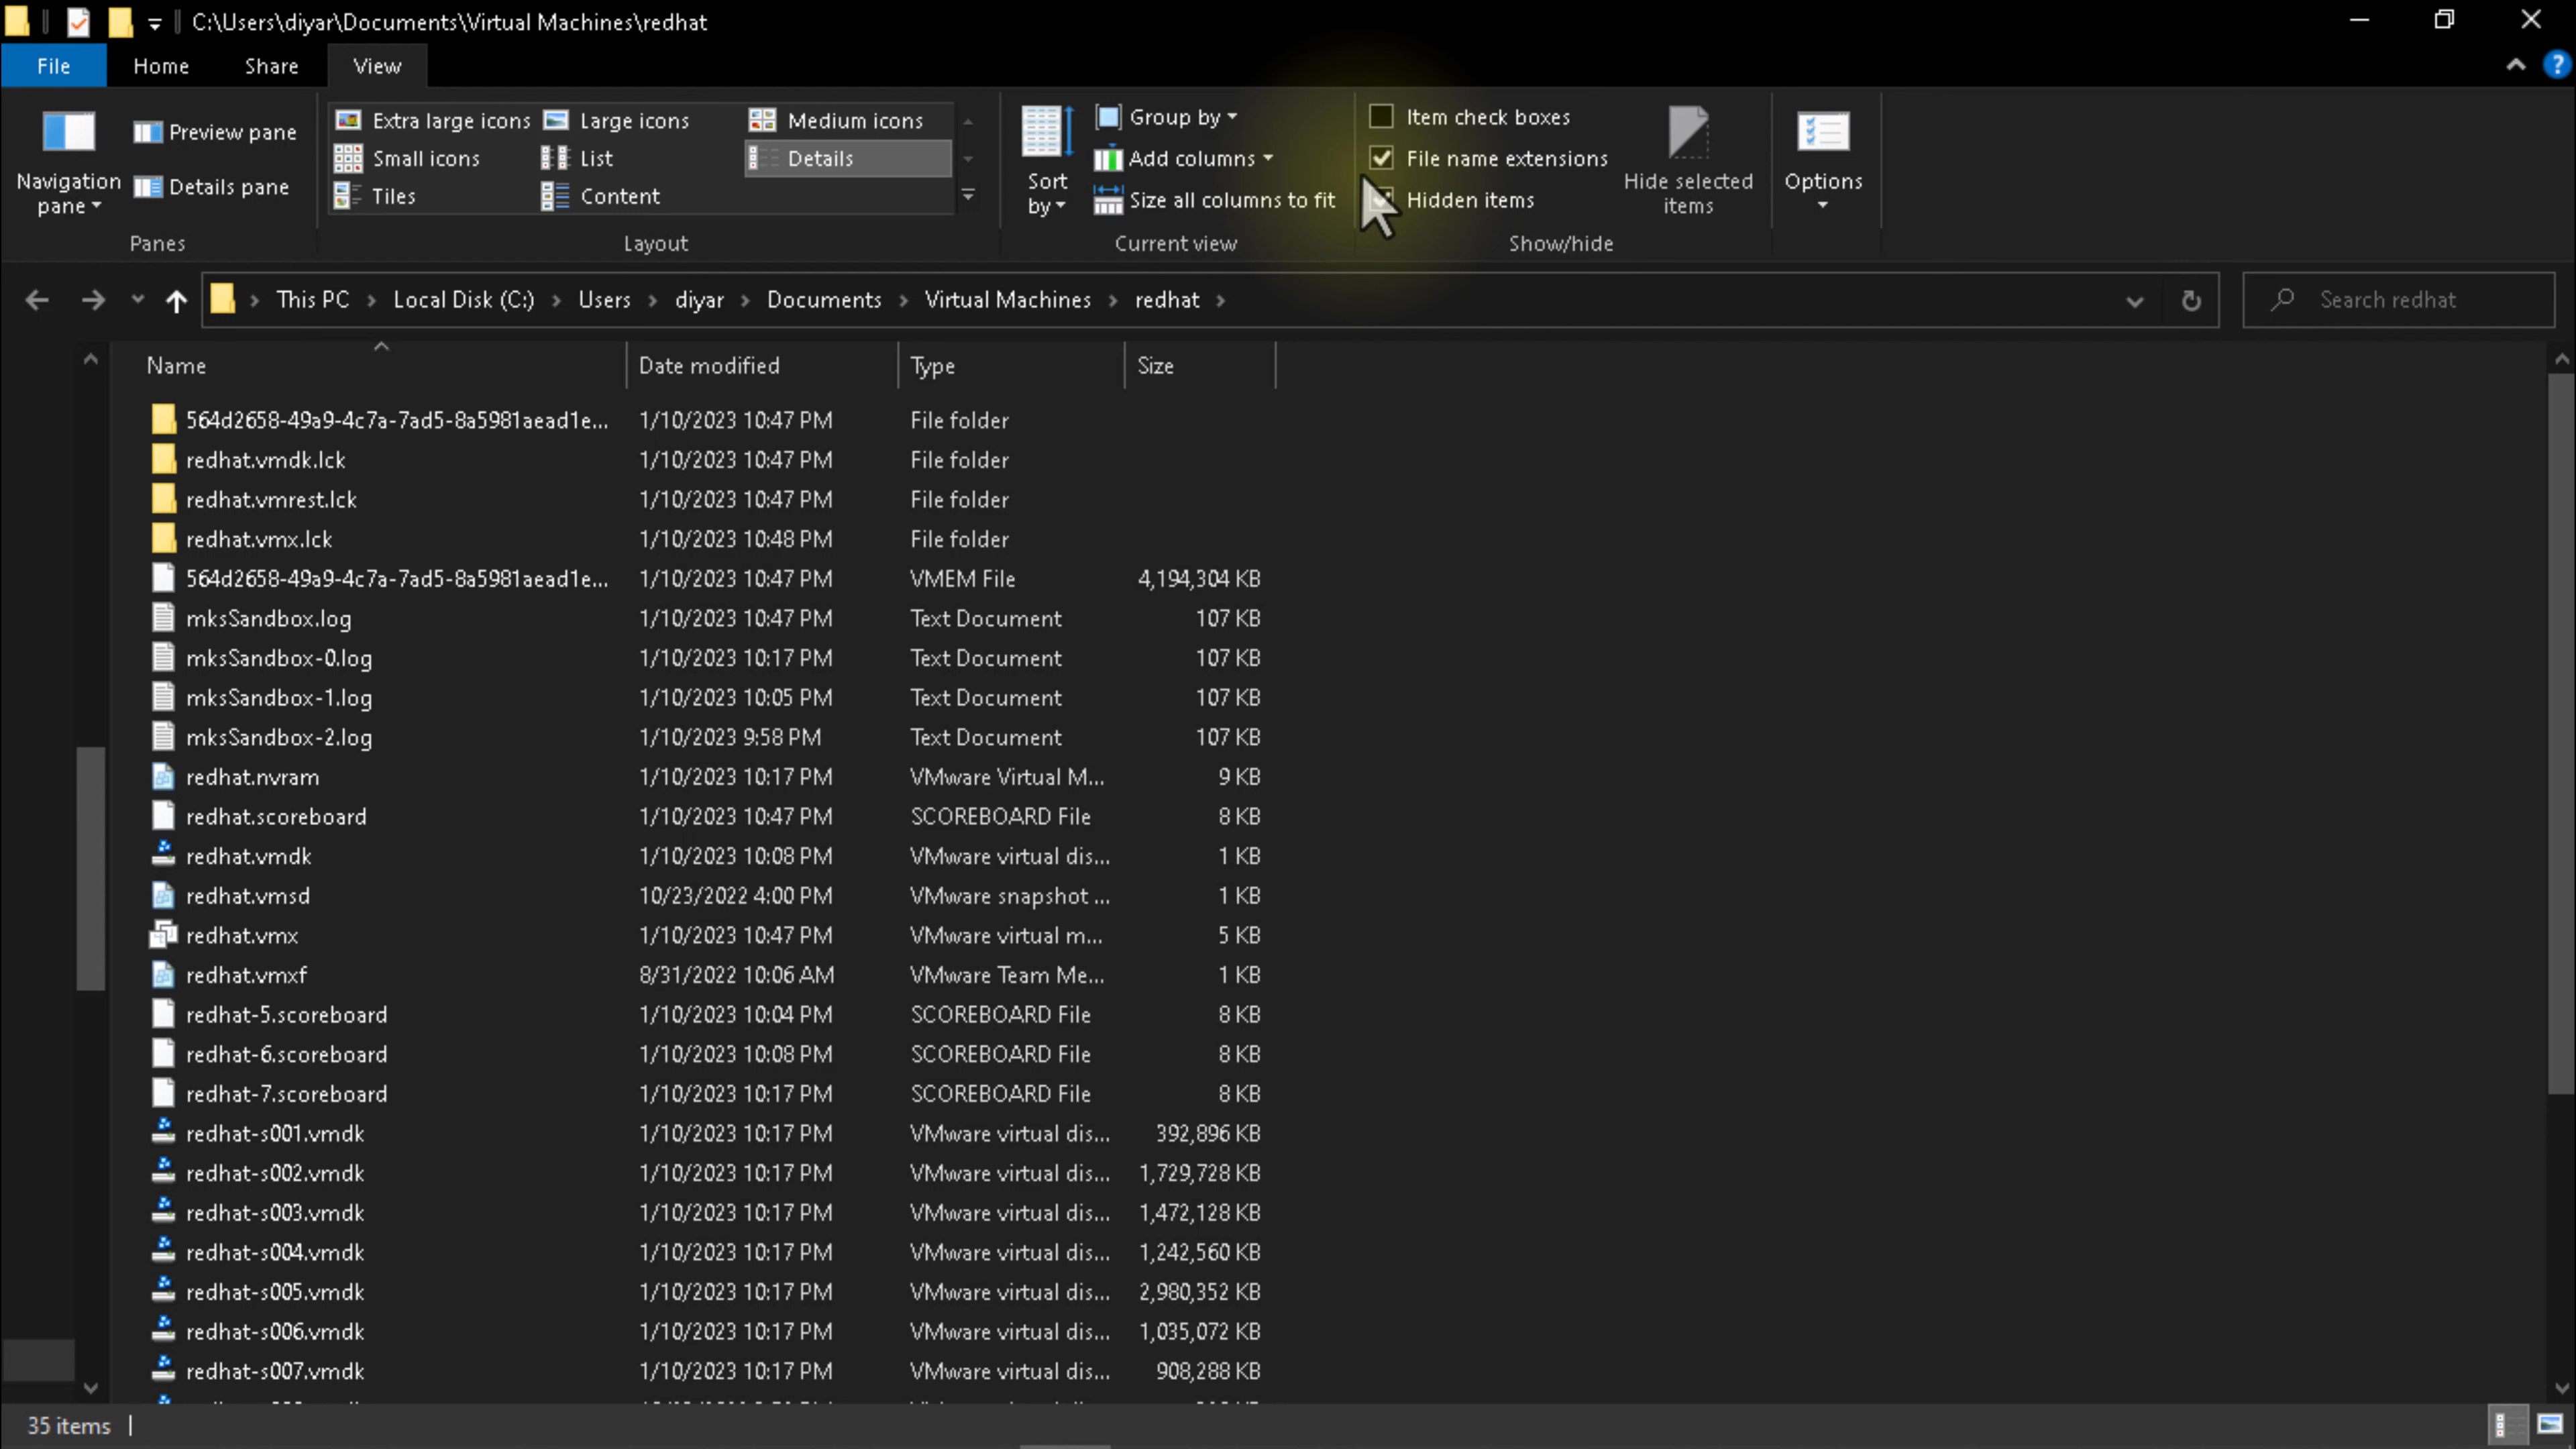 C:\Users\diyar\Documents\Virtual Machines\redhat
File Home Share View
Navigation pane
Preview pane
Details pane
Panes
Extra large icons Large icons Medium icons
Small icons List Details
Tiles Content
Layout
Sort by
Group by
Add columns
Size all columns to fit
Current view
Item check boxes
File name extensions
Hidden items
Hide selected items
Show/hide
Options
This PC Local Disk (C:) Users diyar Documents Virtual Machines redhat
Search redhat
Name Date modified Type Size
564d2658-49a9-4c7a-7ad5-8a5981aead1e... 1/10/2023 10:47 PM File folder
redhat.vmdk.lck 1/10/2023 10:47 PM File folder
redhat.vmrest.lck 1/10/2023 10:47 PM File folder
redhat.vmx.lck 1/10/2023 10:48 PM File folder
564d2658-49a9-4c7a-7ad5-8a5981aead1e... 1/10/2023 10:47 PM VMEM File 4,194,304 KB
mksSandbox.log 1/10/2023 10:47 PM Text Document 107 KB
mksSandbox-0.log 1/10/2023 10:17 PM Text Document 107 KB
mksSandbox-1.log 1/10/2023 10:05 PM Text Document 107 KB
mksSandbox-2.log 1/10/2023 9:58 PM Text Document 107 KB
redhat.nvram 1/10/2023 10:17 PM VMware Virtual M... 9 KB
redhat.scoreboard 1/10/2023 10:47 PM SCOREBOARD File 8 KB
redhat.vmdk 1/10/2023 10:08 PM VMware virtual dis... 1 KB
redhat.vmsd 10/23/2022 4:00 PM VMware snapshot ... 1 KB
redhat.vmx 1/10/2023 10:47 PM VMware virtual m... 5 KB
redhat.vmxf 8/31/2022 10:06 AM VMware Team Me... 1 KB
redhat-5.scoreboard 1/10/2023 10:04 PM SCOREBOARD File 8 KB
redhat-6.scoreboard 1/10/2023 10:08 PM SCOREBOARD File 8 KB
redhat-7.scoreboard 1/10/2023 10:17 PM SCOREBOARD File 8 KB
redhat-s001.vmdk 1/10/2023 10:17 PM VMware virtual dis... 392,896 KB
redhat-s002.vmdk 1/10/2023 10:17 PM VMware virtual dis... 1,729,728 KB
redhat-s003.vmdk 1/10/2023 10:17 PM VMware virtual dis... 1,472,128 KB
redhat-s004.vmdk 1/10/2023 10:17 PM VMware virtual dis... 1,242,560 KB
redhat-s005.vmdk 1/10/2023 10:17 PM VMware virtual dis... 2,980,352 KB
redhat-s006.vmdk 1/10/2023 10:17 PM VMware virtual dis... 1,035,072 KB
redhat-s007.vmdk 1/10/2023 10:17 PM VMware virtual dis... 908,288 KB
35 items